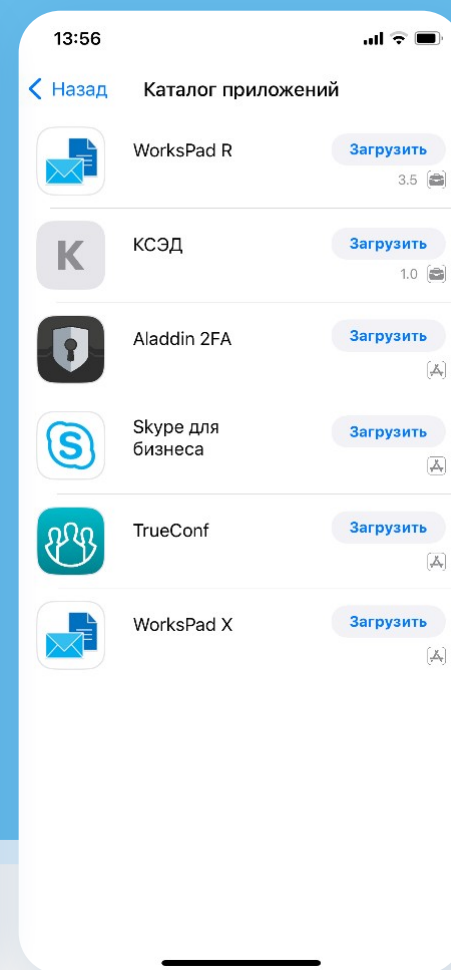 13:56
Назад Каталог приложений
WorksPad R Загрузить
3.5
К КСЭД Загрузить
1.0
Aladdin 2FA Загрузить
Skype для
бизнеса
Загрузить
TrueConf Загрузить
WorksPad X Загрузить